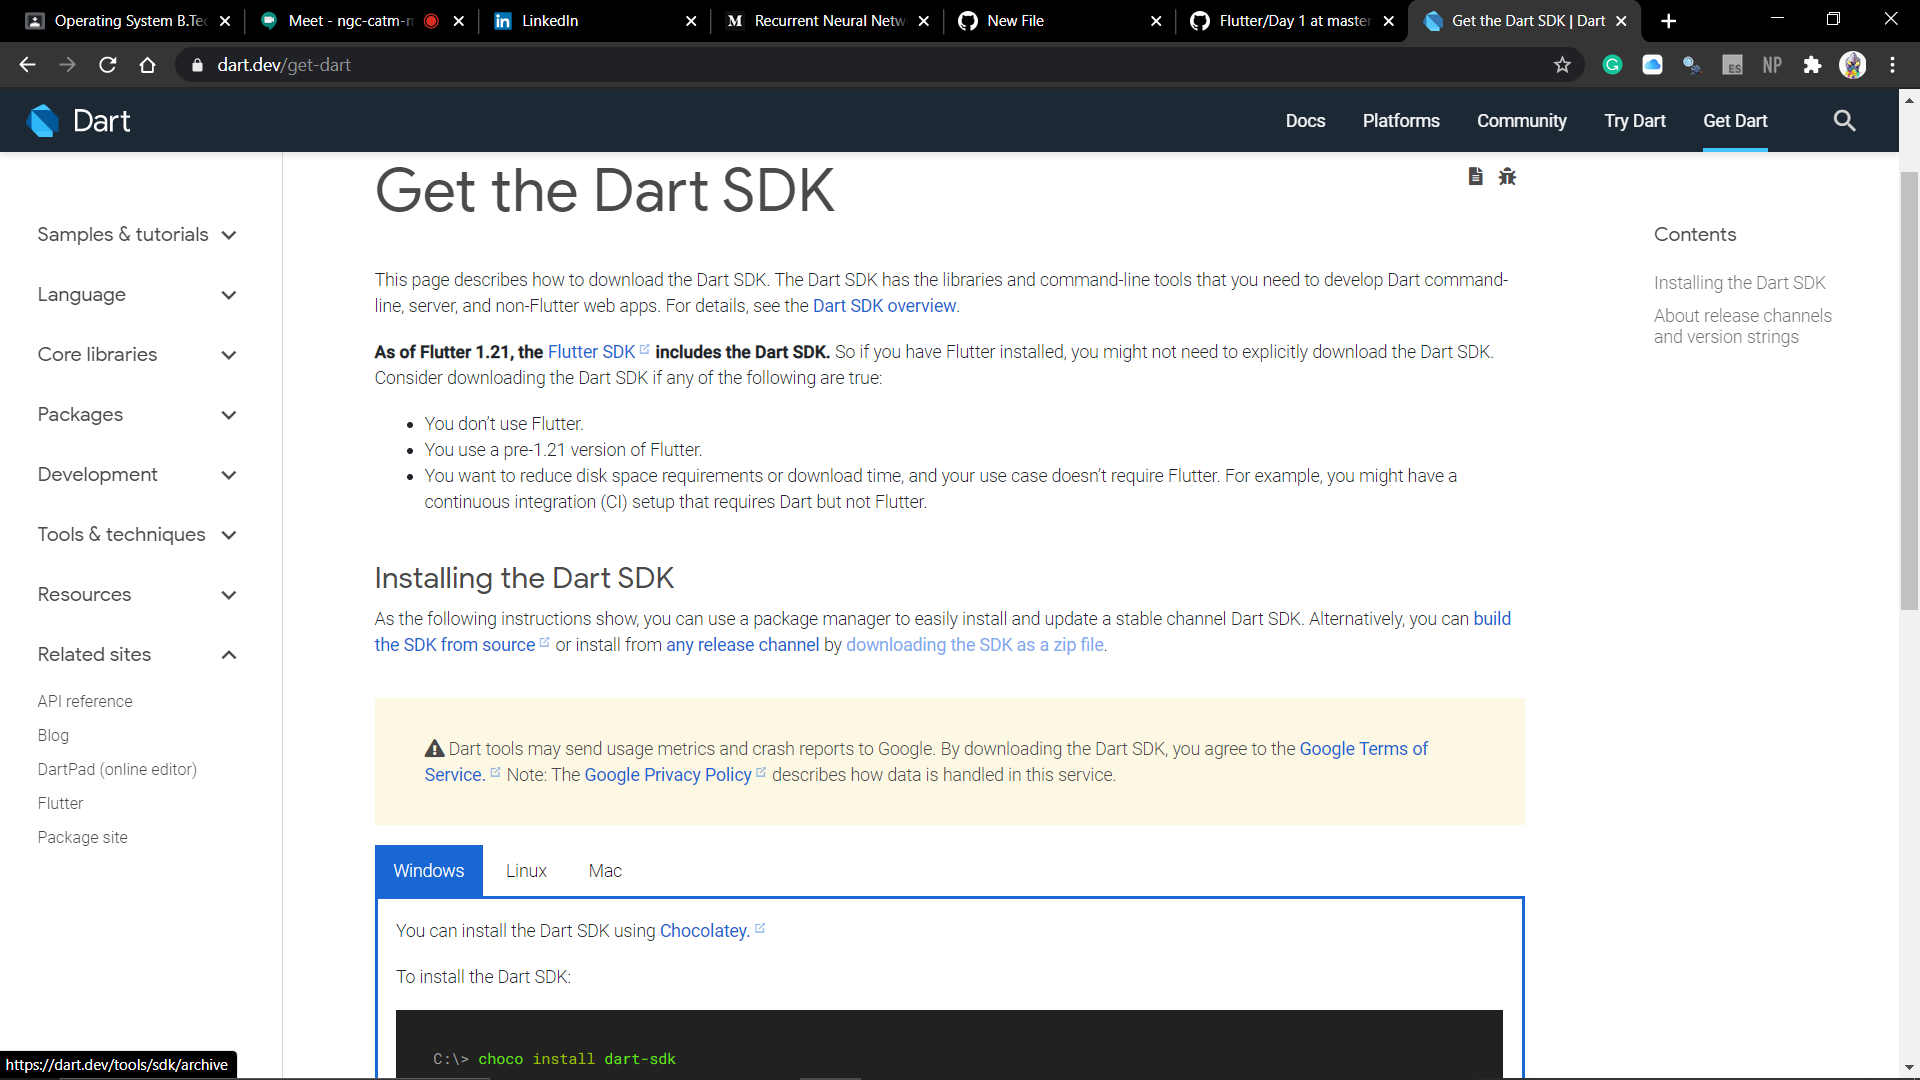 Operating System B.Tec
Meet - ngc-catm-m
LinkedIn
Recurrent Neural Netw
New File
Flutter/Day 1 at master
Get the Dart SDK | Dart
dart.dev/get-dart
ES
NP
Dart
Docs
Platforms
Community
Try Dart
Get Dart
Samples & tutorials
Language
Core libraries
Packages
Development
Tools & techniques
Resources
Related sites
API reference
Blog
DartPad (online editor)
Flutter
Package site
Get the Dart SDK
This page describes how to download the Dart SDK. The Dart SDK has the libraries and command-line tools that you need to develop Dart command-
line, server, and non-Flutter web apps. For details, see the Dart SDK overview.
As of Flutter 1.21, the Flutter SDK includes the Dart SDK. So if you have Flutter installed, you might not need to explicitly download the Dart SDK.
Consider downloading the Dart SDK if any of the following are true:
• You don’t use Flutter.
• You use a pre-1.21 version of Flutter.
• You want to reduce disk space requirements or download time, and your use case doesn’t require Flutter. For example, you might have a
continuous integration (CI) setup that requires Dart but not Flutter.
Installing the Dart SDK
As the following instructions show, you can use a package manager to easily install and update a stable channel Dart SDK. Alternatively, you can build
the SDK from source or install from any release channel by downloading the SDK as a zip file.
Dart tools may send usage metrics and crash reports to Google. By downloading the Dart SDK, you agree to the Google Terms of
Service. Note: The Google Privacy Policy describes how data is handled in this service.
Windows
Linux
Mac
You can install the Dart SDK using Chocolatey.
To install the Dart SDK:
C:\> choco install dart-sdk
Contents
Installing the Dart SDK
About release channels
and version strings
https://dart.dev/tools/sdk/archive